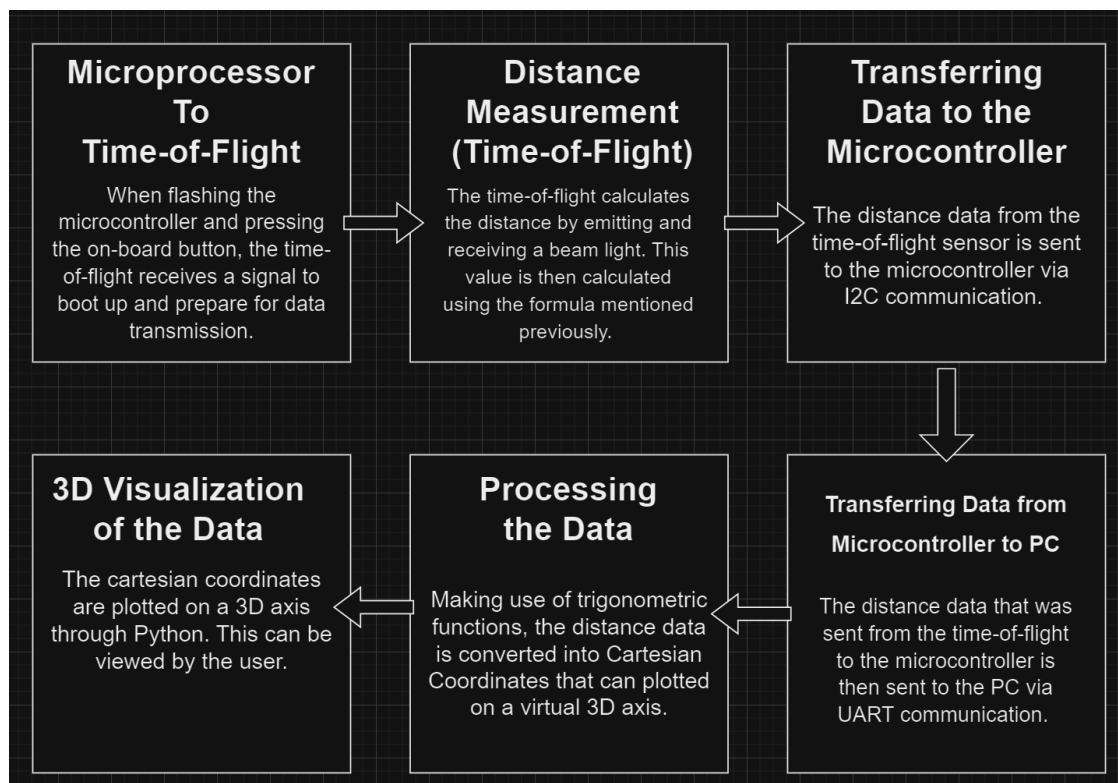 Microprocessor
To
Time-of-Flight
When flashing the
microcontroller and pressing
the on-board button, the time-
of-flight receives a signal to
boot up and prepare for data
transmission.
Distance
Measurement
(Time-of-Flight)
The time-of-flight calculates
the distance by emitting and
receiving a beam light. This
value is then calculated
using the formula mentioned
previously.
Transferring
Data to the
Microcontroller
The distance data from the
time-of-flight sensor is sent
to the microcontroller via
I2C communication.
Transferring Data from
Microcontroller to PC
The distance data that was
sent from the time-of-flight
to the microcontroller is
then sent to the PC via
UART communication.
Processing
the Data
Making use of trigonometric
functions, the distance data
is converted into Cartesian
Coordinates that can plotted
on a virtual 3D axis.
3D Visualization
of the Data
The cartesian coordinates
are plotted on a 3D axis
through Python. This can be
viewed by the user.